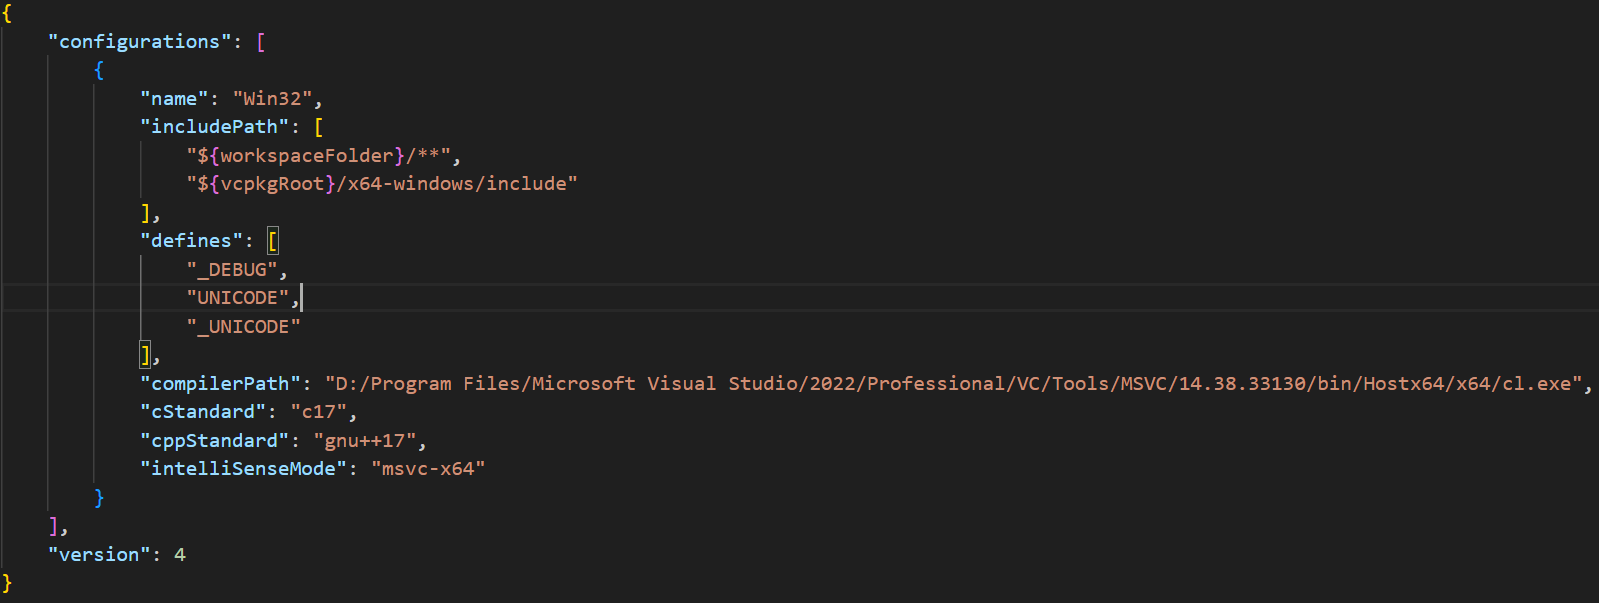 {
    "configurations": [
        {
            "name": "Win32",
            "includePath": [
                "${workspaceFolder}/**",
                "${vcpkgRoot}/x64-windows/include"
            ],
            "defines": [
                "_DEBUG",
                "UNICODE",
                "_UNICODE"
            ],
            "compilerPath": "D:/Program Files/Microsoft Visual Studio/2022/Professional/VC/Tools/MSVC/14.38.33130/bin/Hostx64/x64/cl.exe",
            "cStandard": "c17",
            "cppStandard": "gnu++17",
            "intelliSenseMode": "msvc-x64"
        }
    ],
    "version": 4
}